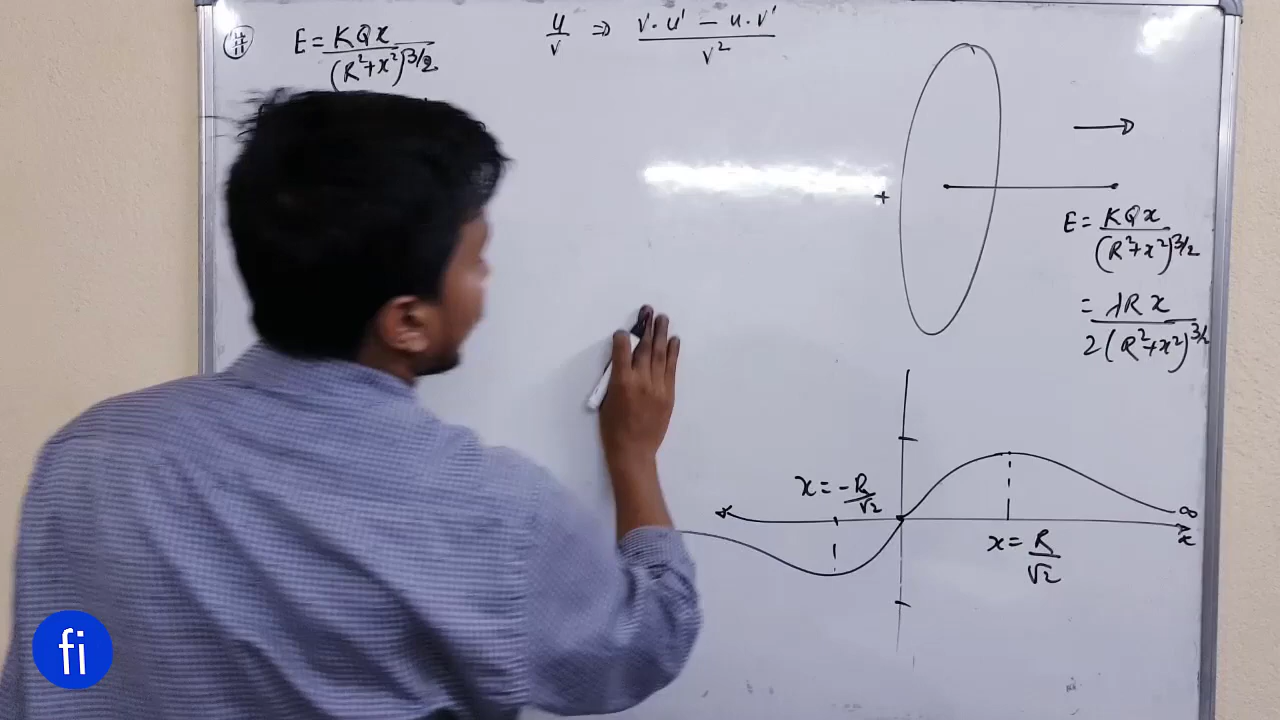 # E = KQx / (R² + x²)^3/2
u/v ⇒ (v · u' − u · v') / v²
+
E = KQx / (R² + x²)^3/2
= λRx / 2(R² + x²)^3/2
x = −R/√2
∞
x
x = R/√2
fi